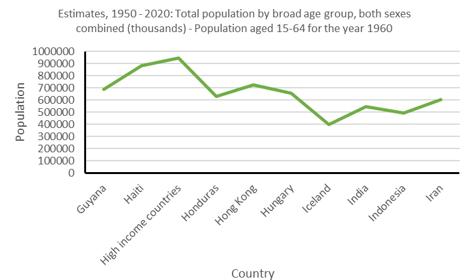 Estimates, 1950 - 2020: Total population by broad age group, both sexes
combined (thousands) - Population aged 15-64 for the year 1960
Population
1000000
900000
800000
700000
600000
500000
400000
300000
200000
100000
0
Guyana
Haiti
High income countries
Honduras
Hong Kong
Hungary
Iceland
India
Indonesia
Iran
Country